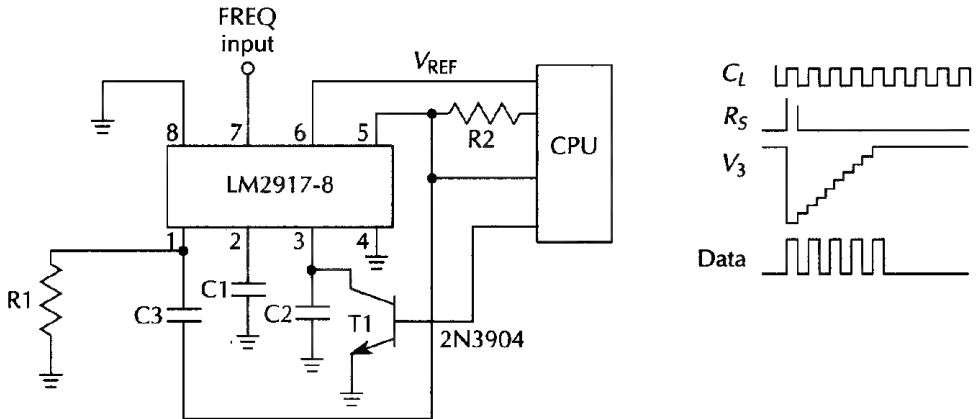 FREQ
input
V_REF
8
7
6
5
R2
CPU
LM2917-8
1
2
3
4
R1
C3
C1
C2
T1
2N3904
C_L
R_S
V_3
Data